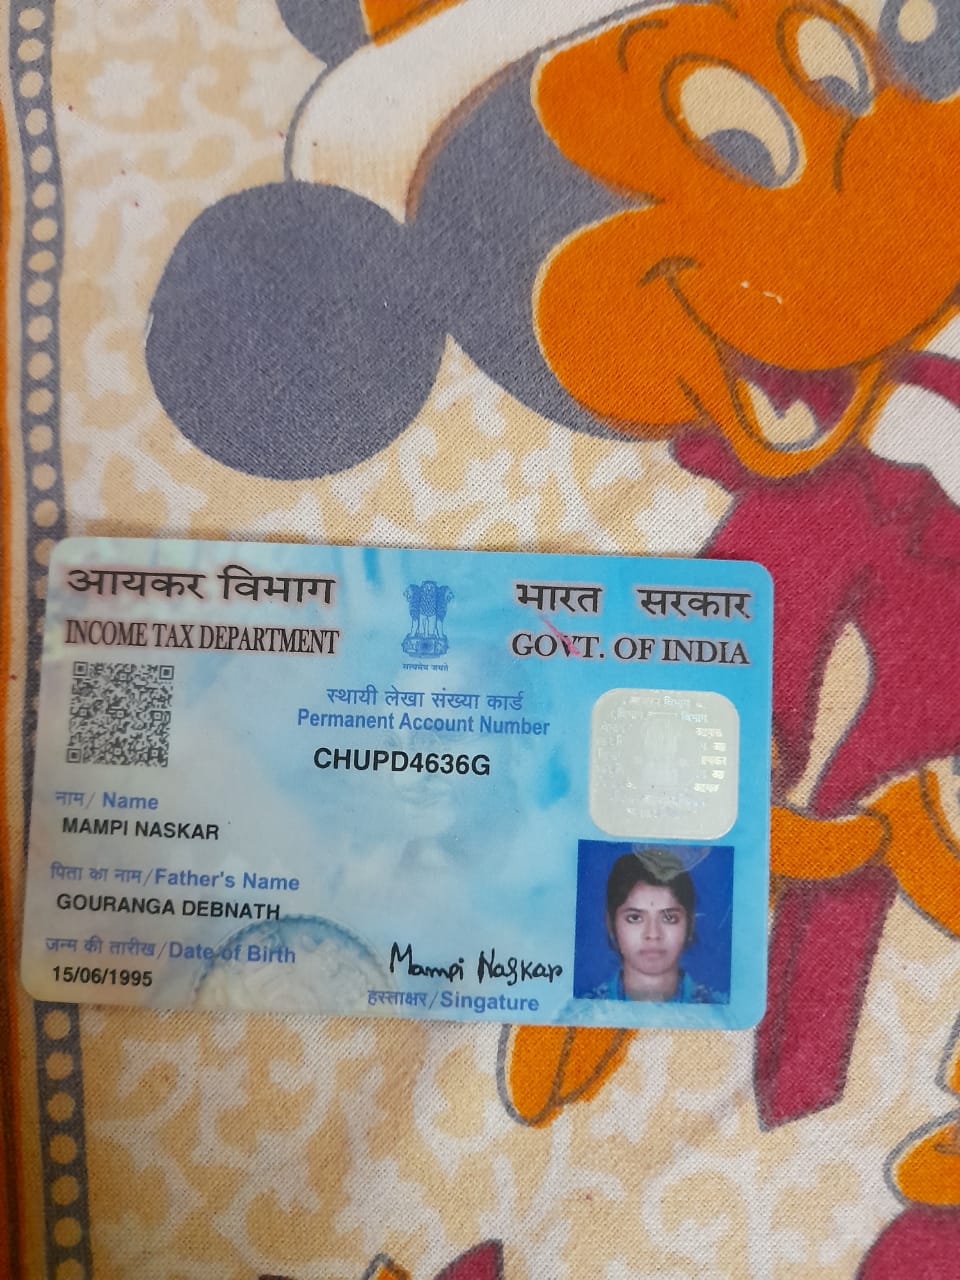 आयकर विभाग
INCOME TAX DEPARTMENT
सत्यमेव जयते
भारत सरकार
GOVT. OF INDIA
स्थायी लेखा संख्या कार्ड
Permanent Account Number
CHUPD4636G
नाम/ Name
MAMPI NASKAR
पिता का नाम/Father's Name
GOURANGA DEBNATH
जन्म की तारीख/Date of Birth
15/06/1995
Mampi Naskar
हस्ताक्षर/Singature